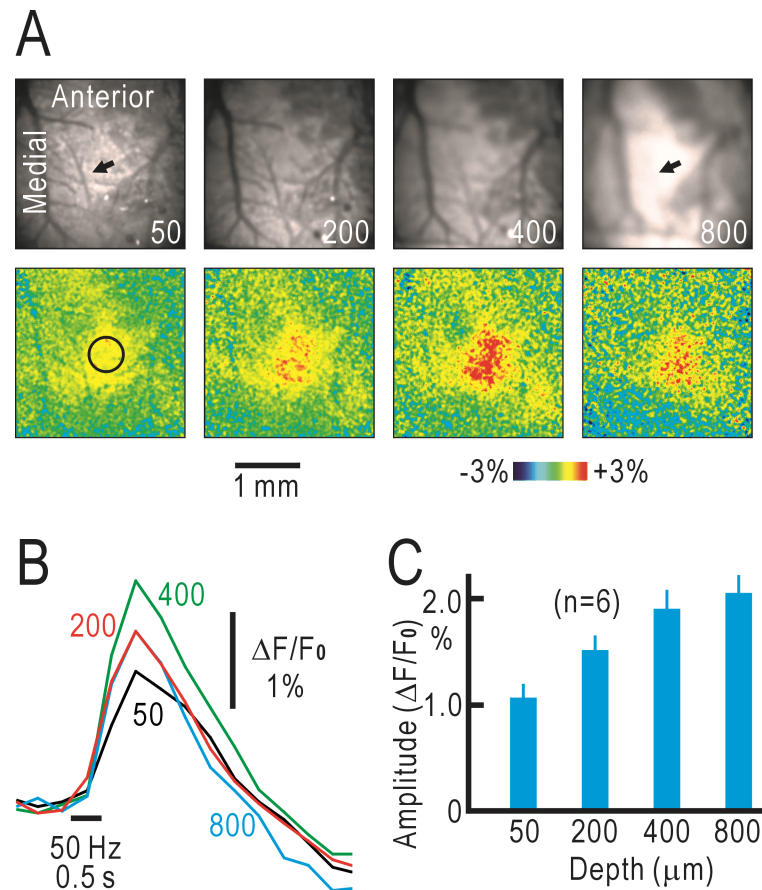 A
Anterior
Medial
50
200
400
800
1 mm
-3%
+3%
B
400
200
50
800
ΔF/F0
1%
50 Hz
0.5 s
C
Amplitude (ΔF/F0)
2.0
%
1.0
0
(n=6)
50 200 400 800
Depth (μm)